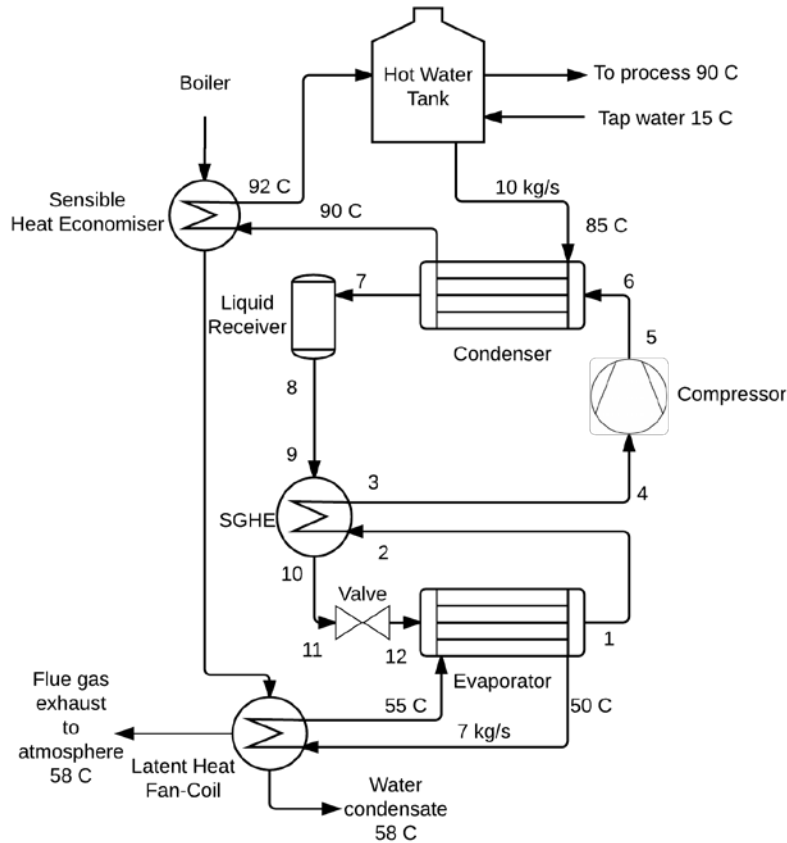 Hot Water
Tank
To process 90 C
Tap water 15 C
Boiler
92 C
10 kg/s
Sensible
Heat Economiser
90 C
85 C
7
6
Liquid
Receiver
5
Condenser
8
Compressor
9
3
4
SGHE
2
10
Valve
11
12
1
Evaporator
Flue gas
exhaust
to
atmosphere
58 C
55 C
50 C
7 kg/s
Latent Heat
Fan-Coil
Water
condensate
58 C